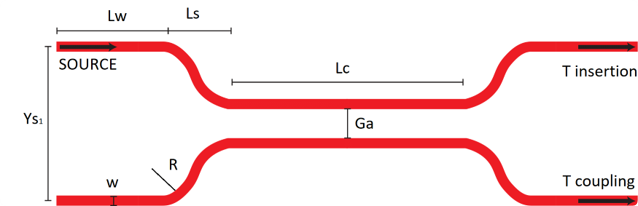 Lw
Ls
SOURCE
Lc
T insertion
Ys₁
Ga
R
w
T coupling